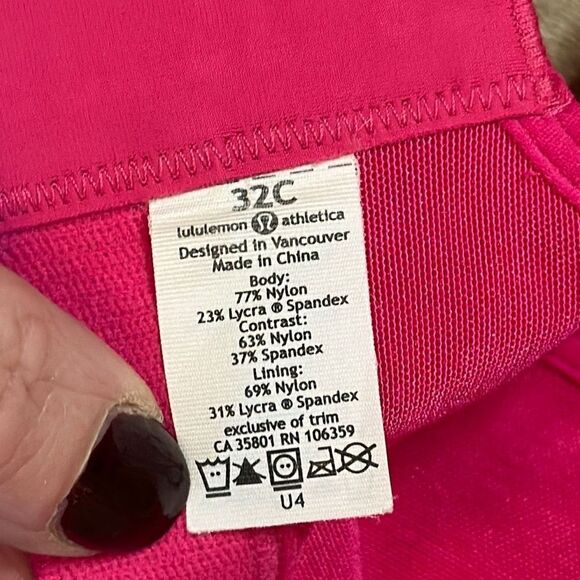 32C
lululemon athletica
Designed in Vancouver
Made in China
Body:
77% Nylon
23% Lycra ® Spandex
Contrast:
63% Nylon
37% Spandex
Lining:
69% Nylon
31% Lycra ® Spandex
exclusive of trim
CA 35801 RN 106359
U4